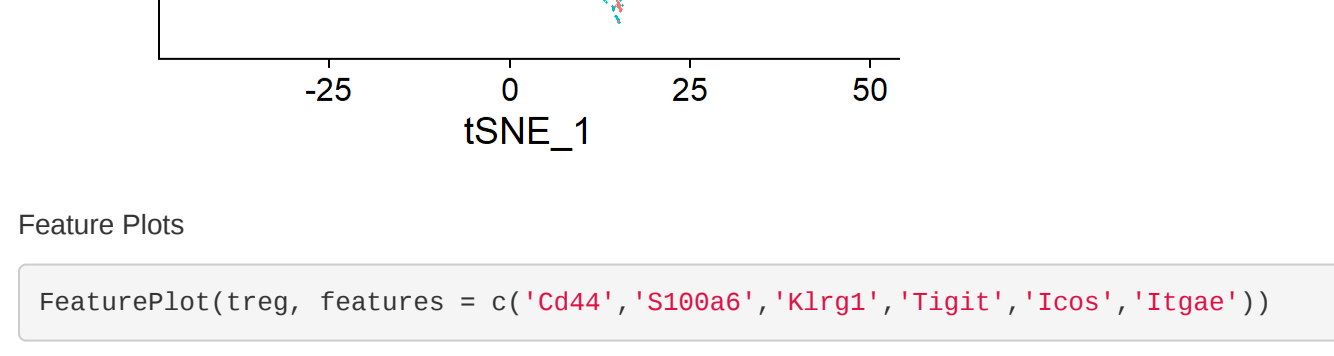 -25 0 25 50
tSNE_1
Feature Plots
FeaturePlot(treg, features = c('Cd44','S100a6','Klrg1','Tigit','Icos','Itgae'))